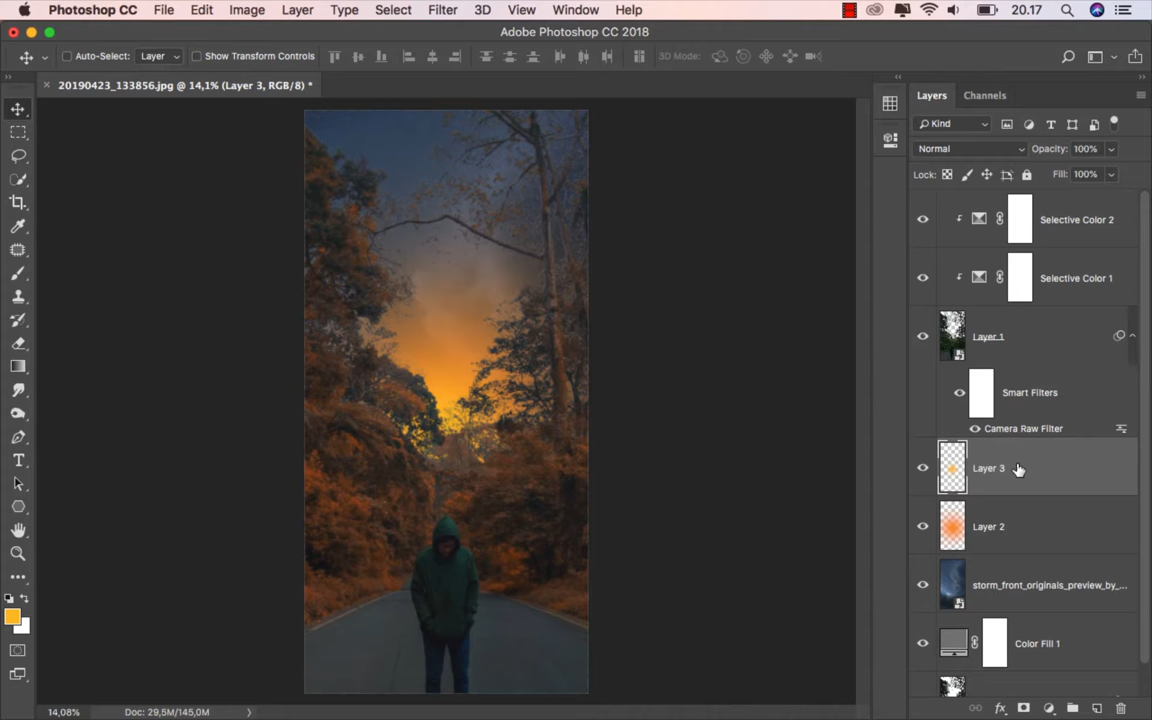 Photoshop CC File Edit Image Layer Type Select Filter 3D View Window Help 20.17
Adobe Photoshop CC 2018
Auto-Select: Layer Show Transform Controls 3D Mode:
20190423_133856.jpg @ 14,1% (Layer 3, RGB/8) *
Layers Channels
Kind
Normal Opacity: 100%
Lock: Fill: 100%
Selective Color 2
Selective Color 1
Layer 1
Smart Filters
Camera Raw Filter
Layer 3
Layer 2
storm_front_originals_preview_by_...
Color Fill 1
14,08% Doc: 29,5M/145,0M